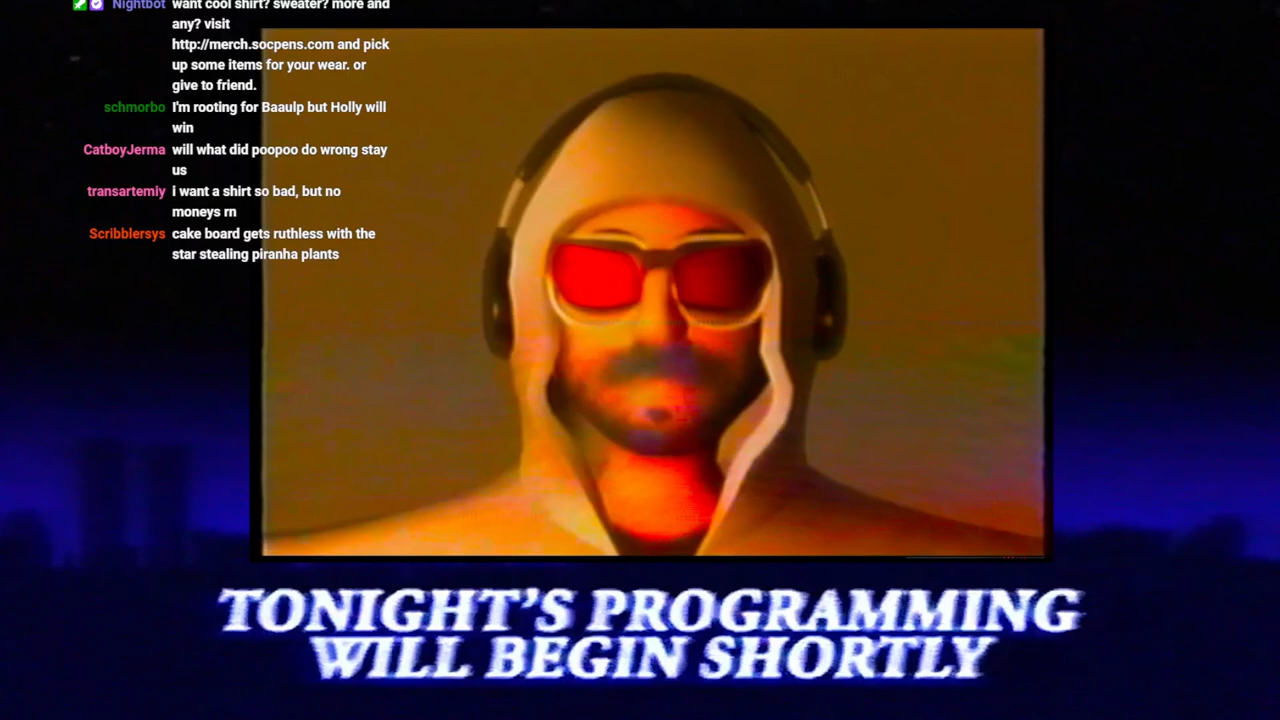 Nightbot want cool shirt? sweater? more and
any? visit
http://merch.socpens.com and pick
up some items for your wear. or
give to friend.
schmorbo I'm rooting for Baaulp but Holly will
win
CatboyJerma will what did poopoo do wrong stay
us
transartemiy i want a shirt so bad, but no
moneys rn
Scribblersys cake board gets ruthless with the
star stealing piranha plants
TONIGHT'S PROGRAMMING
WILL BEGIN SHORTLY